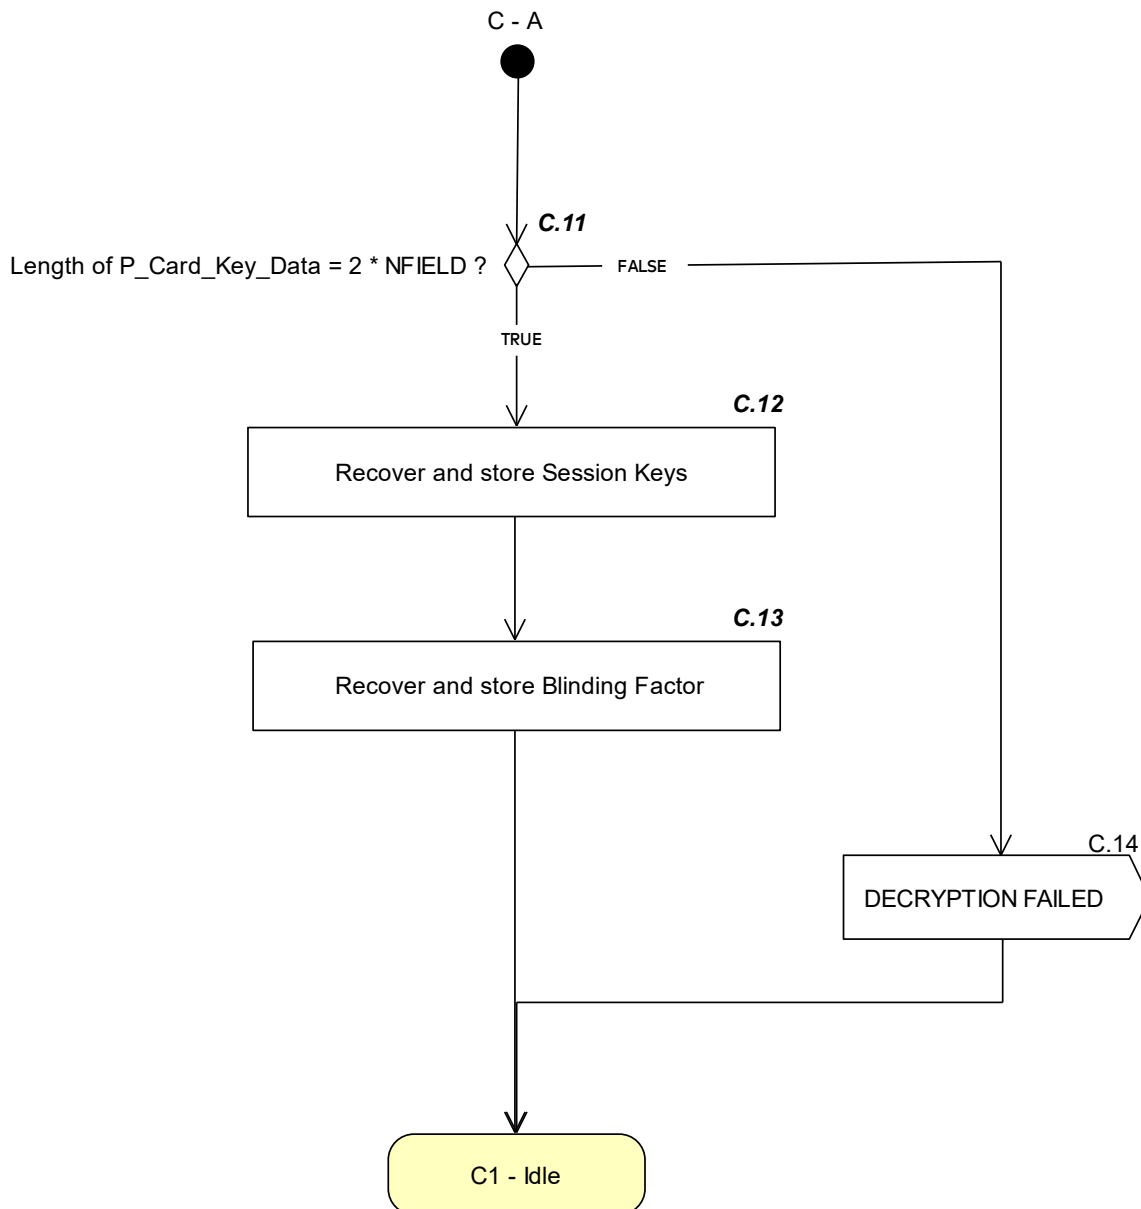 C - A
C.11
Length of P_Card_Key_Data = 2 * NFIELD ?
FALSE
TRUE
C.12
Recover and store Session Keys
C.13
Recover and store Blinding Factor
C.14
DECRYPTION FAILED
C1 - Idle